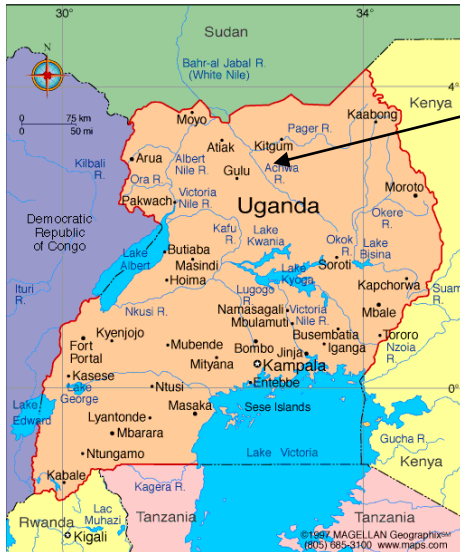 30°
34°
Sudan
N
Bahr-al Jabal R.
(White Nile)
4°
Kenya
0
75 km
0
50 mi
Moyo
Kaabong
Pager R.
Atiak
Kitgum
Kilbali
R.
Arua
Albert
Nile R.
Achwa
R.
Ora R.
Gulu
Moroto
Pakwach
Victoria
Nile R.
Uganda
Okere
R.
Democratic
Republic
of Congo
Kafu
R.
Lake
Kwania
Okok
R.
Lake
Bisina
Lake
Albert
Butiaba
Masindi
Soroti
Hoima
Lake
Kyoga
Kapchorwa
Ituri
R.
Lugogo
R.
Suam
R.
Nkusi R.
Namasagali
Victoria
Nile R.
Mbale
Mbulamuti
Kyenjojo
Mubende
Bombo
Busembatia
Tororo
Fort
Portal
Jinja
Iganga
Nzoia
R.
Mityana
Kampala
Kasese
Lake
George
Ntusi
Entebbe
0°
Masaka
Sese Islands
Lake
Edward
Lyantonde
Mbarara
Gucha R.
Ntungamo
Lake Victoria
Kenya
Kabale
Kagera R.
Rwanda
Lac
Muhazi
Tanzania
Tanzania
Kigali
©1997 MAGELLAN Geographix℠
(805) 685-3100 www.maps.com